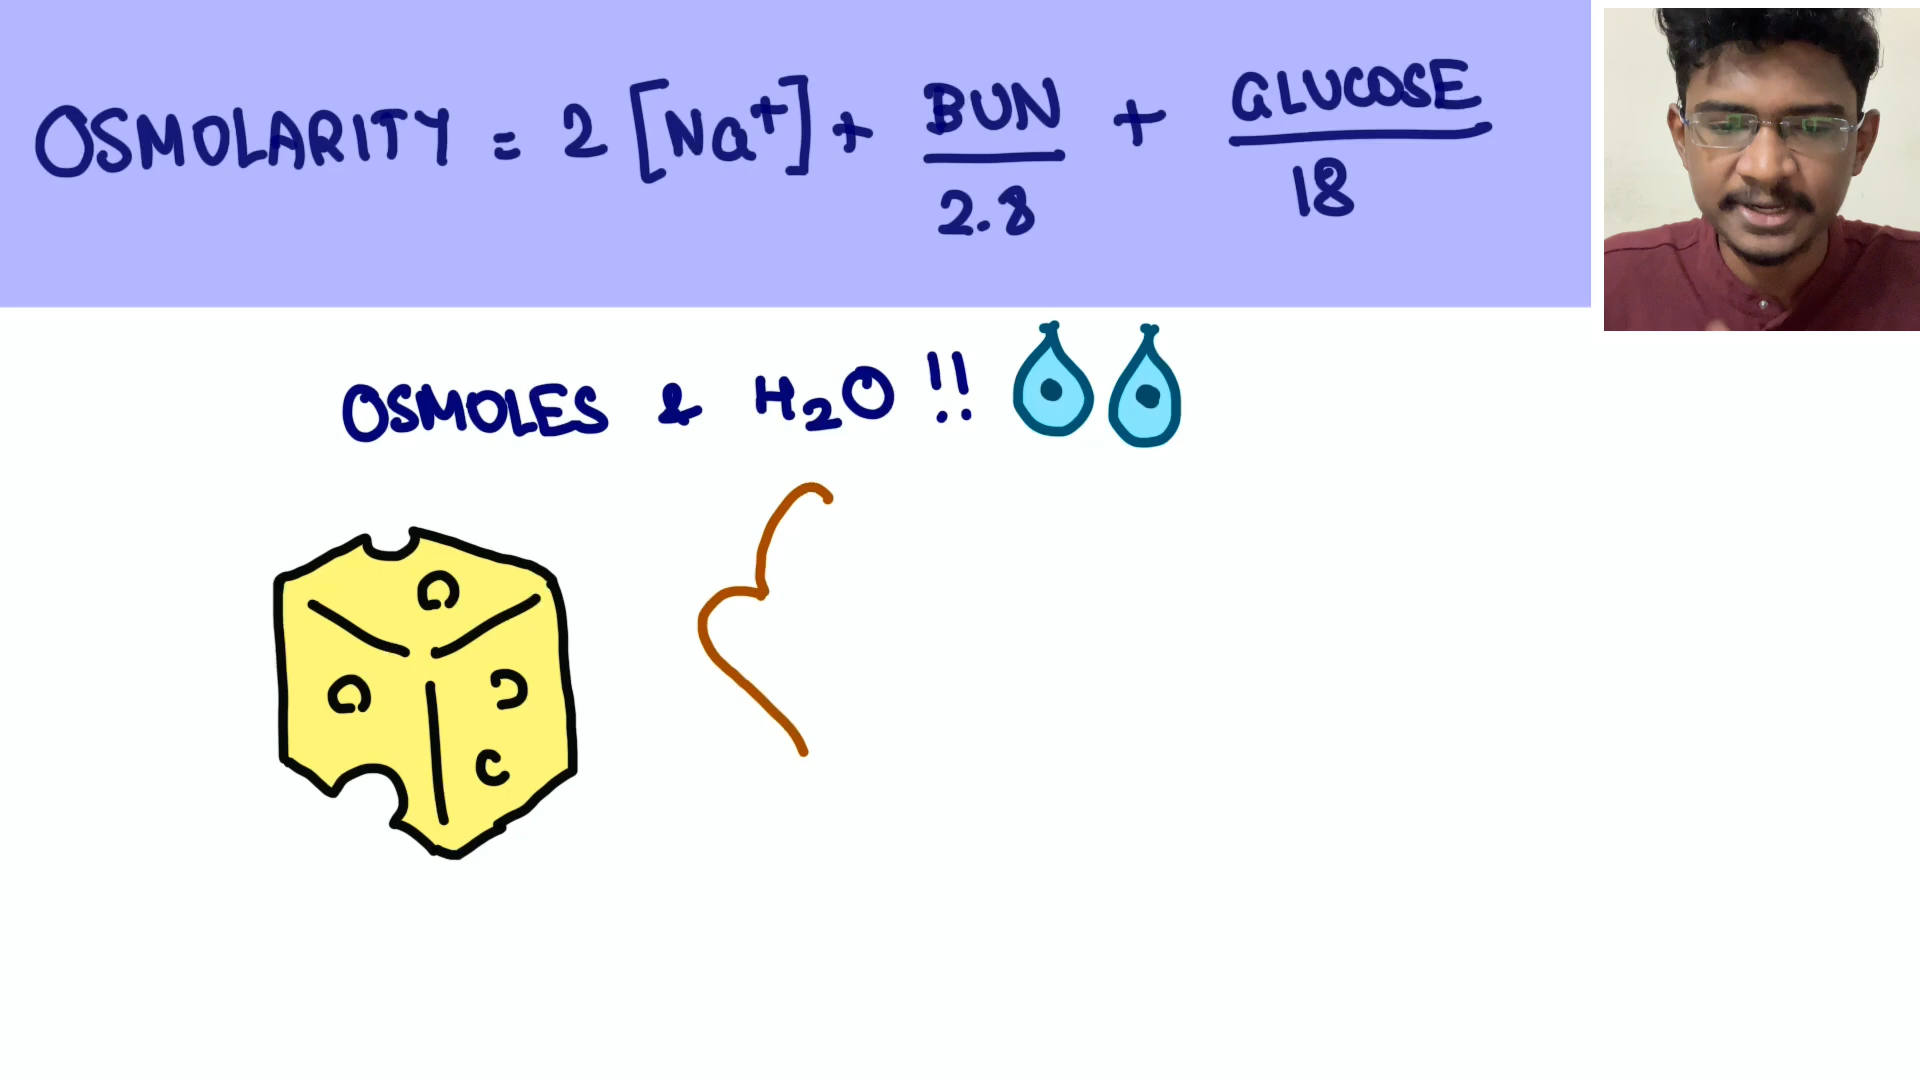 OSMOLARITY = 2 [Na⁺] + BUN/2.8 + GLUCOSE/18
OSMOLES & H₂O !!